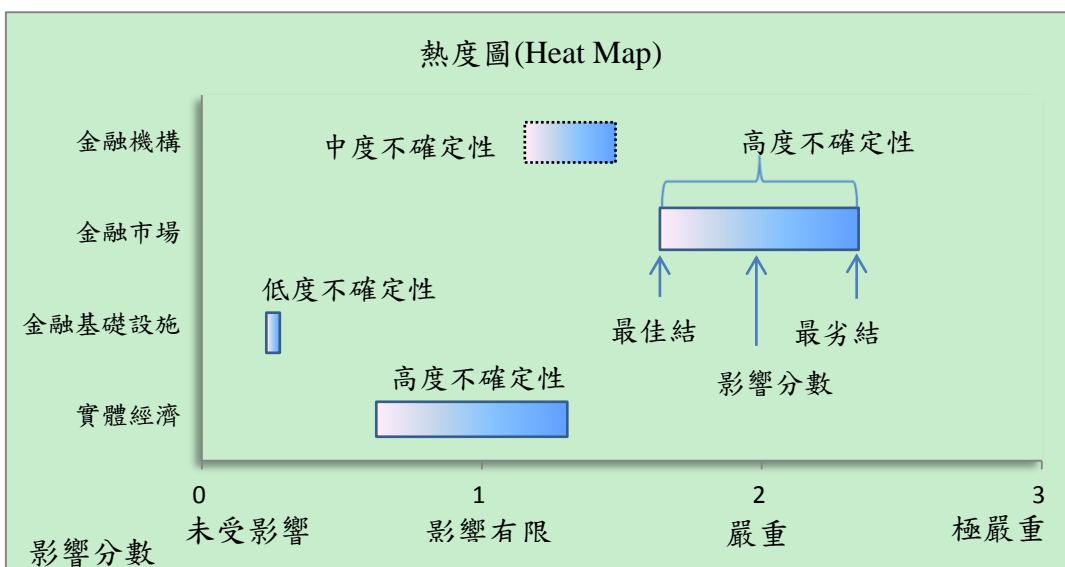 熱度圖(Heat Map)
金融機構
中度不確定性
高度不確定性
金融市場
低度不確定性
金融基礎設施
最佳結
最劣結
影響分數
高度不確定性
實體經濟
0 1 2 3
未受影響 影響有限 嚴重 極嚴重
影響分數